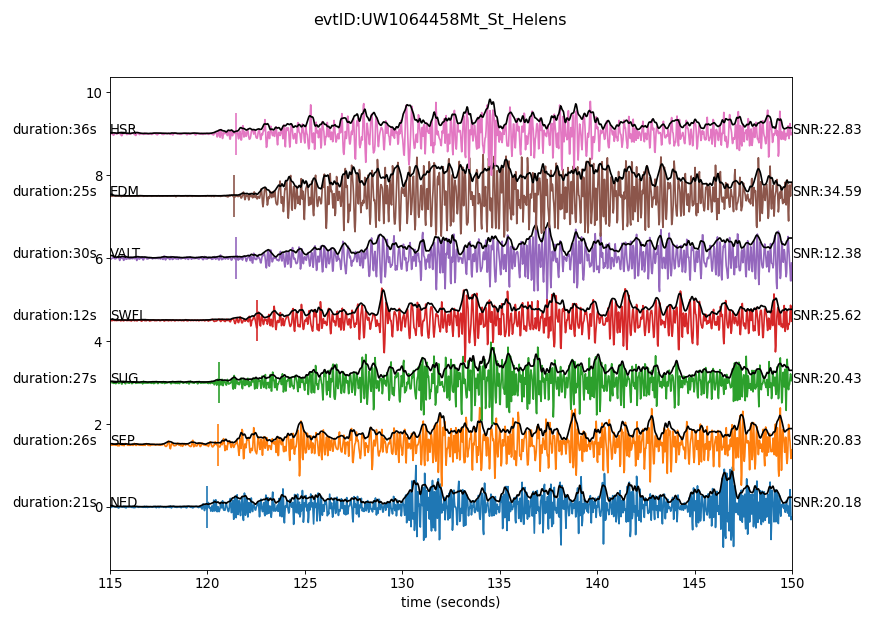 evtID:UW1064458Mt_St_Helens
10
duration:36s HSR SNR:22.83
8
duration:25s EDM SNR:34.59
duration:30s VALT SNR:12.38
6
duration:12s SWFL SNR:25.62
4
duration:27s SUG SNR:20.43
2
duration:26s SEP SNR:20.83
duration:21s NED SNR:20.18
0
115 120 125 130 135 140 145 150
time (seconds)